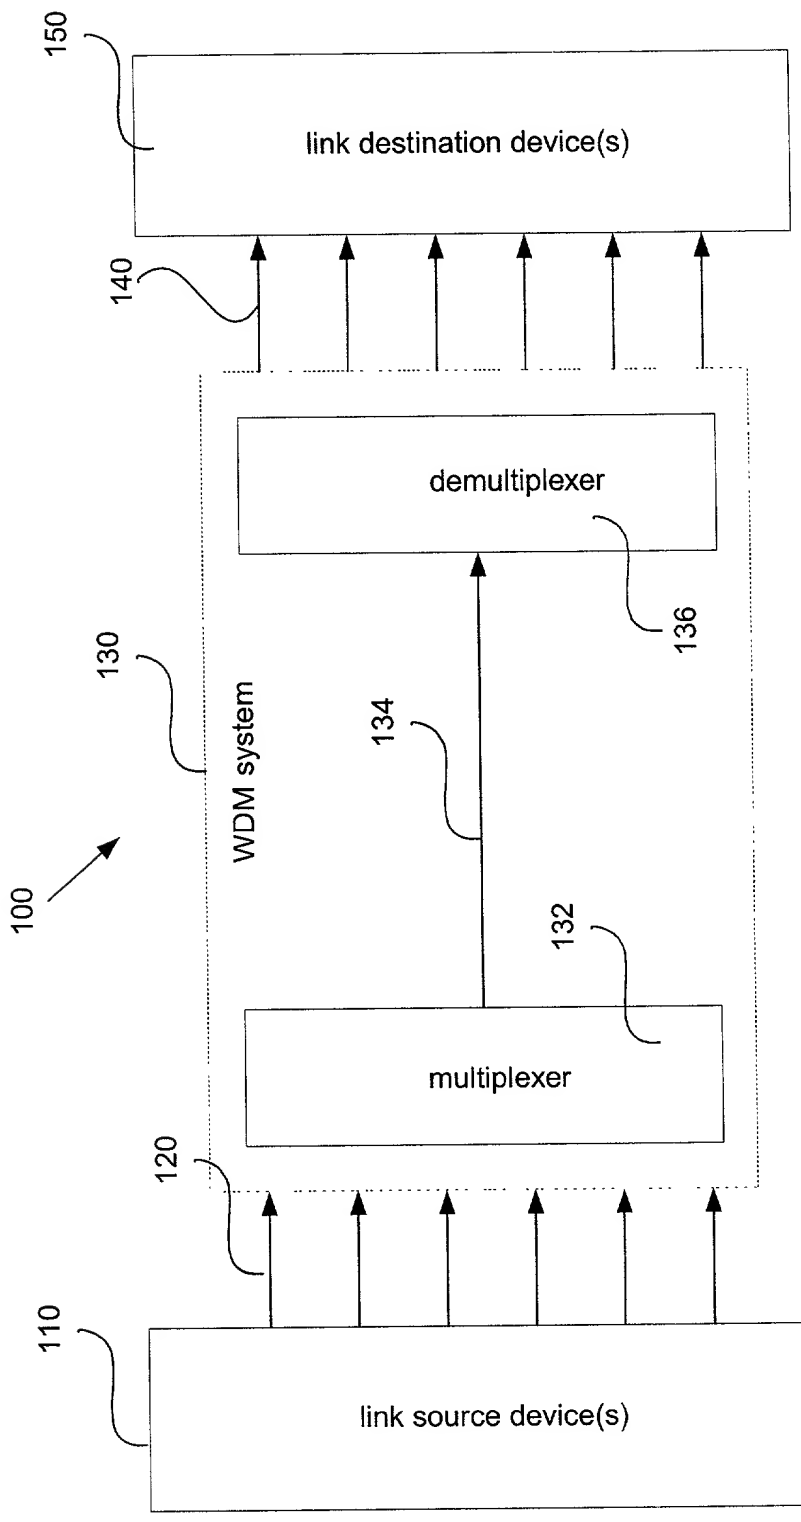 100
110
link source device(s)
120
130
WDM system
132
multiplexer
134
136
demultiplexer
140
150
link destination device(s)